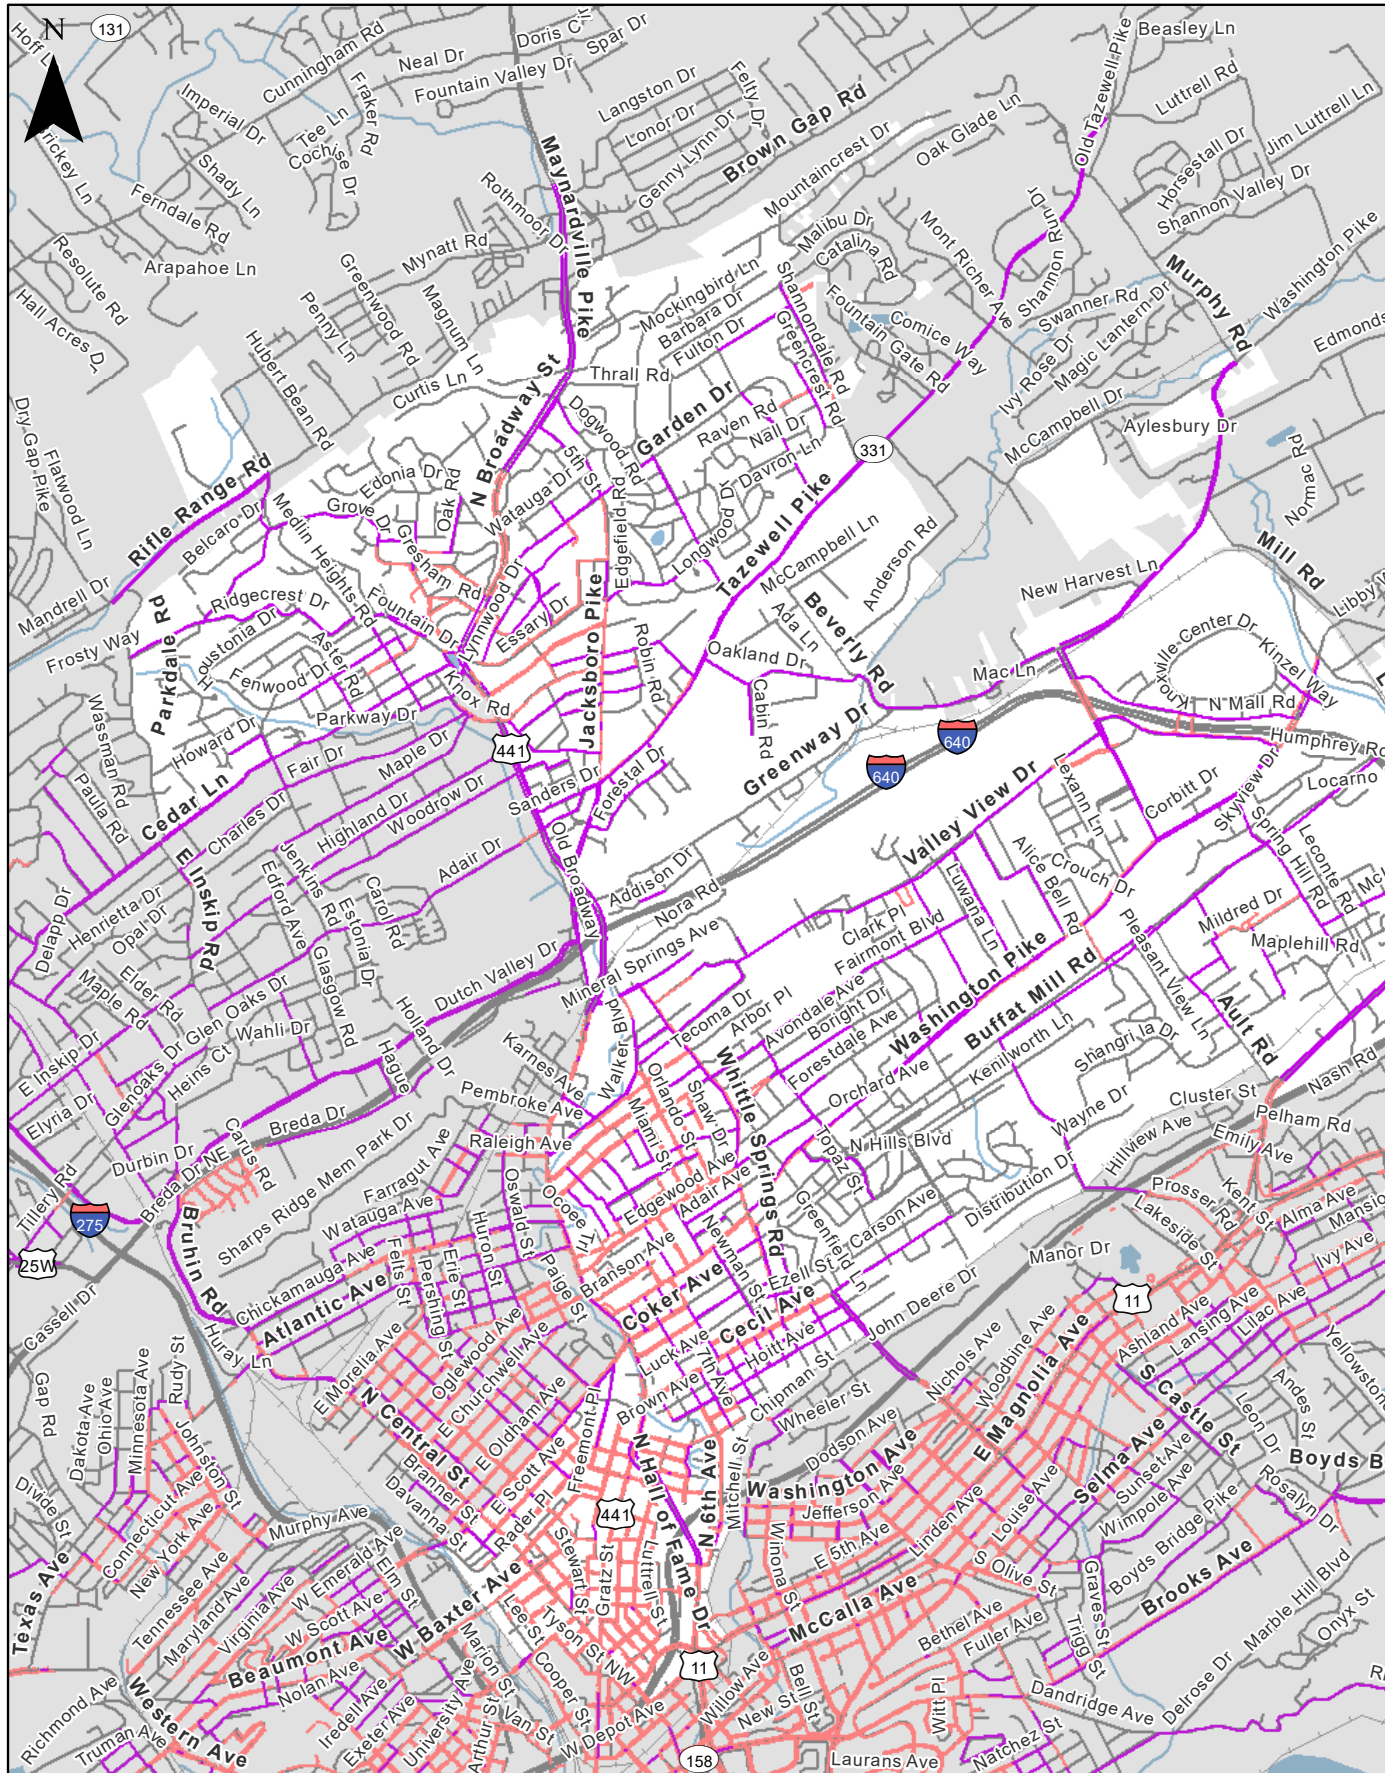 N
131
Hoff L
Cunningham Rd
Neal Dr
Doris Cir
Spar Dr
Fountain Valley Dr
Beasley Ln
Imperial Dr
Tee Ln
Fraker Rd
Cochise Dr
Langston Dr
Felty Dr
Lonor Dr
Genny Lynn Dr
Brown Gap Rd
Oak Glade Ln
Old Tazewell Pike
Luttrell Rd
Jim Luttrell Ln
Horsestall Dr
Shannon Valley Dr
Shady Ln
Ferndale Rd
Arapahoe Ln
Resolute Rd
Hall Acres D
Rothmoor Dr
Maynardville Pike
Mynatt Rd
Mountaincrest Dr
Malibu Dr
Catalina Rd
Mont Richer Ave
Shannon Run Dr
Washington Pike
Murphy Rd
Greenwood Rd
Penny Ln
Magnum Ln
Hubert Bean Rd
Curtis Ln
Mockingbird Ln
Barbara Dr
Fulton Dr
Shannondale Rd
Greencrest Rd
Fountain Gate Rd
Comice Way
Swanner Rd
Magic Lantern Dr
Ivy Rose Dr
Edmonds
Thrall Rd
N Broadway St
Dogwood Rd
Garden Dr
Raven Rd
Nail Dr
Davron Ln
331
McCampbell Dr
Aylesbury Dr
Normac Rd
Dry Gap Pike
Flatwood Ln
Rifle Range Rd
Belcaro Dr
Medlin Heights Rd
Edonia Dr
Grove Dr
Oak Rd
Gresham Rd
Watauga Dr
5th St
Edgefield Rd
Longwood Dr
Tazewell Pike
McCampbell Ln
Anderson Rd
New Harvest Ln
Mill Rd
Mandrell Dr
Frosty Way
Parkdale Rd
Ridgecrest Dr
Houstonia Dr
Fenwood Dr
Aster Rd
Fountain Dr
Lynnwood Dr
Essary Dr
Jacksboro Pike
Robin Rd
Ada Ln
Beverly Rd
Oakland Dr
Cabin Rd
Mac Ln
Knoxville Center Dr
Kinzel Way
N Mall Rd
Wassman Rd
Paula Rd
Howard Dr
Parkway Dr
Knox Rd
441
Cedar Ln
Fair Dr
Maple Dr
Sanders Dr
Forestal Dr
Greenway Dr
640
640
Humphrey Rd
Locarno
Charles Dr
Highland Dr
Woodrow Dr
Old Broadway
Valley View Dr
Lexann Ln
Corbitt Dr
Skyview Dr
Spring Hill Rd
Leconte Rd
E Inskip Rd
Jenkins Rd
Edford Ave
Estonia Dr
Carol Rd
Adair Dr
Addison Dr
Nora Rd
Luwana Ln
Alice Bell Rd
Crouch Dr
Delapp Dr
Henrietta Dr
Opal Dr
Elder Rd
Maple Rd
Glen Oaks Dr
Wahli Dr
Glasgow Rd
Holland Dr
Hague
Dutch Valley Dr
Mineral Springs Ave
Clark Pl
Fairmont Blvd
Mildred Dr
Maplehill Rd
Washington Pike
Buffat Mill Rd
Pleasant View Ln
Ault Rd
E Inskip Dr
Elyria Dr
Glenoaks Dr
Heins Ct
Karnes Ave
Walker Blvd
Tecoma Dr
Arbor Pl
Avondale Ave
Boright Dr
Forestdale Ave
Orchard Ave
Kenilworth Ln
Shangri la Dr
Nash Rd
Cluster St
Pelham Rd
Durbin Dr
Breda Dr
Breda Dr NE
Carus Rd
Sharps Ridge Mem Park Dr
Pembroke Ave
Raleigh Ave
Farragut Ave
Watauga Ave
Oswald St
Orlando St
Shaw Dr
Miami St
Whittle Springs Rd
Topaz St
N Hills Blvd
Wayne Dr
Hillview Ave
Emily Ave
Tillery Rd
275
25W
Bruhin Rd
Chickamauga Ave
Atlantic Ave
Felts St
Pershing St
Erie St
Huron St
Paige St
Ocoee Trl
Edgewood Ave
Adair Ave
Branson Ave
Newman St
Greenfield Ln
Carson Ave
Ezell St
Distribution Dr
Prosser Rd
Lakeside St
Kent St
Alma Ave
Ivy Ave
Manor Dr
Cassell Dr
Huray Ln
Coker Ave
Cecil Ave
John Deere Dr
11
Ashland Ave
Lansing Ave
Lilac Ave
Gap Rd
Dakota Ave
Ohio Ave
Minnesota Ave
Rudy St
Johnston St
E Morelia Ave
Oglewood Ave
E Churchwell Ave
E Oldham Ave
E Scott Ave
N Central St
Luck Ave
7th Ave
Hoitt Ave
Brown Ave
Chipman St
Wheeler St
Nichols Ave
Woodbine Ave
E Magnolia Ave
S Castle St
Yellowstone
Andes St
Leon Dr
Boyds B
Divide St
Connecticut Ave
New York Ave
Branner St
Davanna St
Rader Pl
Freemont Pl
N Hall of Fame Dr
N 6th Ave
Mitchell St
Dodson Ave
Washington Ave
Jefferson Ave
Selma Ave
Sunset Ave
Wimpole Ave
Rosalyn Dr
Texas Ave
Tennessee Ave
Maryland Ave
Virginia Ave
Murphy Ave
W Emerald Ave
W Scott Ave
Elm St
W Baxter Ave
Stewart St
441
Gratz St
Luttrell St
Winona St
E 5th Ave
Linden Ave
Louise Ave
S Olive St
Boyds Bridge Pike
Graves St
Brooks Ave
Marble Hill Blvd
Onyx St
Beaumont Ave
Nolan Ave
Iredell Ave
Exeter Ave
University Ave
Marion St
Lee St
Tyson St
NW
Cooper St
McCalla Ave
Bethel Ave
Fuller Ave
Trigg St
Delrose Dr
Richmond Ave
Western Ave
Truman Ave
Arthur St
Van St
W Depot Ave
11
Willow Ave
New St
Bell St
Witt Pl
Dandridge Ave
Natchez St
158
Laurans Ave